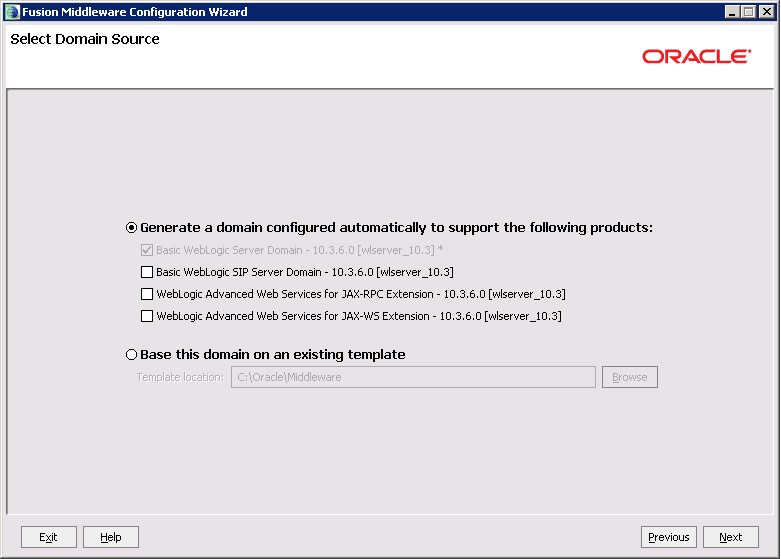 Fusion Middleware Configuration Wizard
Select Domain Source
ORACLE
Generate a domain configured automatically to support the following products:
Basic WebLogic Server Domain - 10.3.6.0 [wlserver_10.3] *
Basic WebLogic SIP Server Domain - 10.3.6.0 [wlserver_10.3]
WebLogic Advanced Web Services for JAX-RPC Extension - 10.3.6.0 [wlserver_10.3]
WebLogic Advanced Web Services for JAX-WS Extension - 10.3.6.0 [wlserver_10.3]
Base this domain on an existing template
Template location: C:\Oracle\Middleware Browse
Exit Help Previous Next